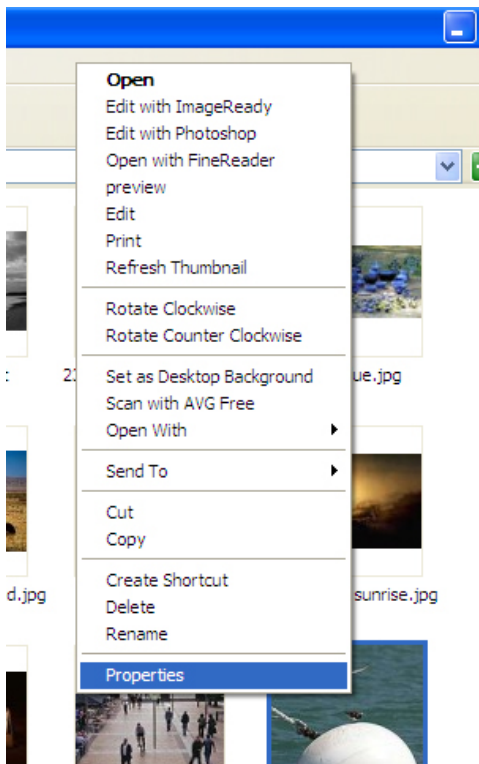 Open
Edit with ImageReady
Edit with Photoshop
Open with FineReader
preview
Edit
Print
Refresh Thumbnail
Rotate Clockwise
Rotate Counter Clockwise
Set as Desktop Background
Scan with AVG Free
Open With
Send To
Cut
Copy
Create Shortcut
Delete
Rename
Properties
ue.jpg
d.jpg
sunrise.jpg